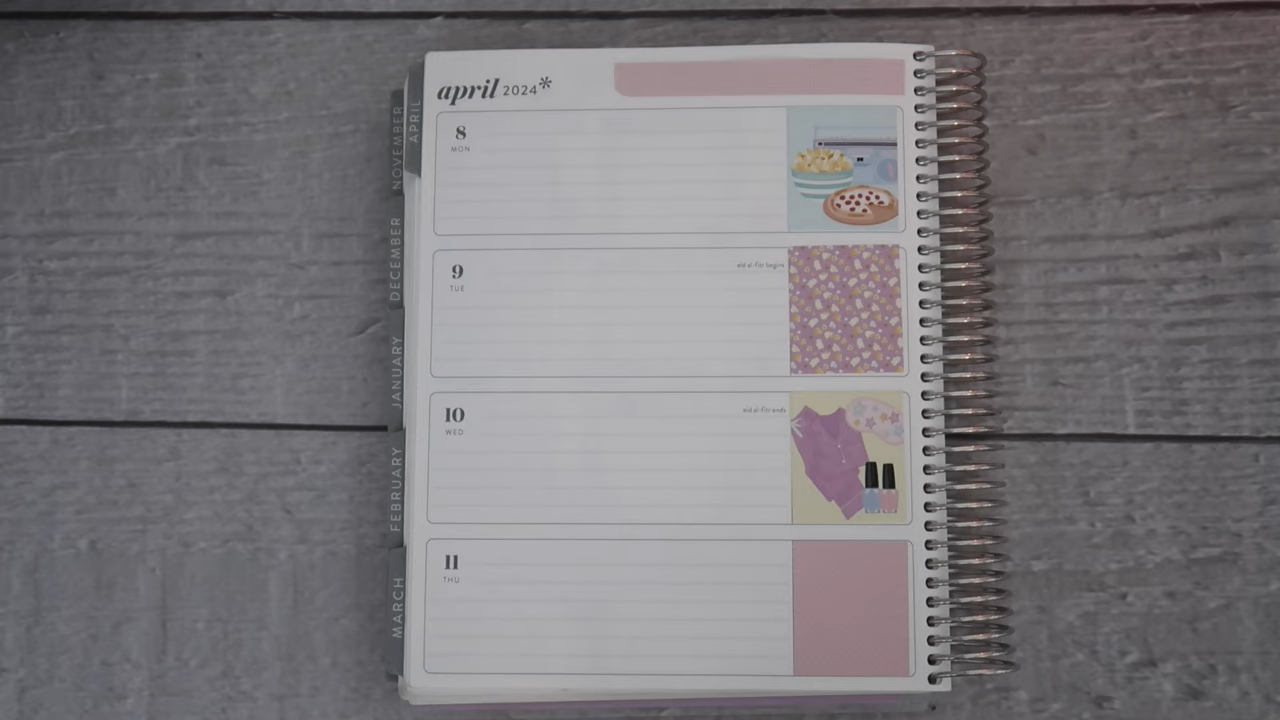 april 2024*
8
MON
9
TUE
eid al-fitr begins
10
WED
eid al-fitr ends
11
THU
APRIL
NOVEMBER
DECEMBER
JANUARY
FEBRUARY
MARCH